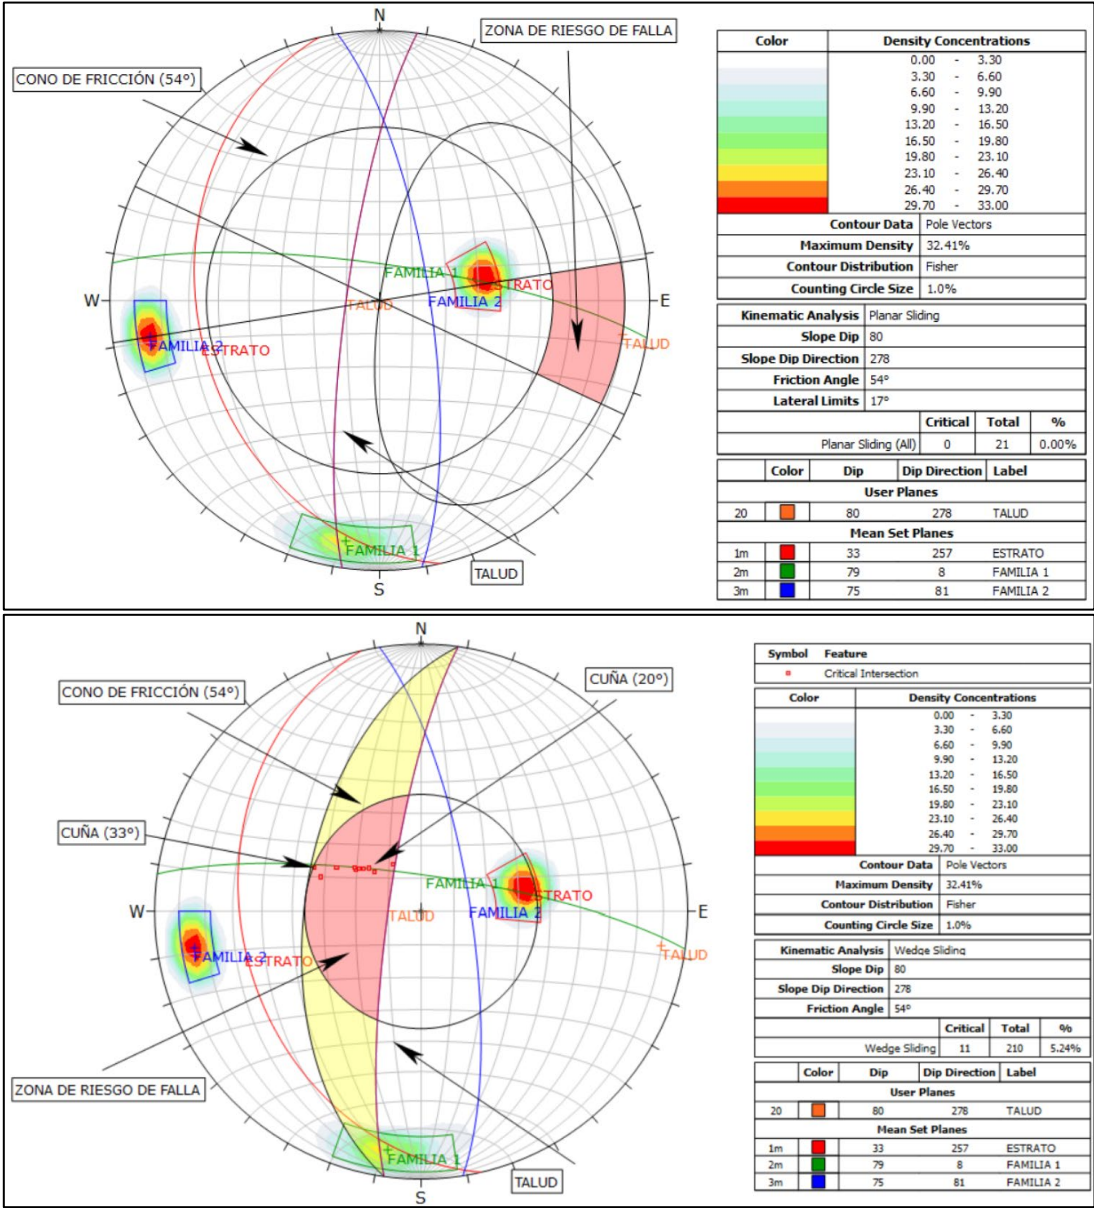 N
ZONA DE RIESGO DE FALLA
CONO DE FRICCIÓN (54°)
FAMILIA 1
ESTRATO
FAMILIA 2
W
TALUD
E
FAMILIA 2
ESTRATO
TALUD
FAMILIA 1
TALUD
S
Color Density Concentrations
0.00 - 3.30
3.30 - 6.60
6.60 - 9.90
9.90 - 13.20
13.20 - 16.50
16.50 - 19.80
19.80 - 23.10
23.10 - 26.40
26.40 - 29.70
29.70 - 33.00
Contour Data Pole Vectors
Maximum Density 32.41%
Contour Distribution Fisher
Counting Circle Size 1.0%
Kinematic Analysis Planar Sliding
Slope Dip 80
Slope Dip Direction 278
Friction Angle 54°
Lateral Limits 17°
Critical Total %
Planar Sliding (All) 0 21 0.00%
Color Dip Dip Direction Label
User Planes
20 80 278 TALUD
Mean Set Planes
1m 33 257 ESTRATO
2m 79 8 FAMILIA 1
3m 75 81 FAMILIA 2
N
CONO DE FRICCIÓN (54°)
CUÑA (20°)
CUÑA (33°)
FAMILIA 1
ESTRATO
W
TALUD
FAMILIA 2
E
FAMILIA 2
ESTRATO
TALUD
ZONA DE RIESGO DE FALLA
FAMILIA 1
TALUD
S
Symbol Feature
Critical Intersection
Color Density Concentrations
0.00 - 3.30
3.30 - 6.60
6.60 - 9.90
9.90 - 13.20
13.20 - 16.50
16.50 - 19.80
19.80 - 23.10
23.10 - 26.40
26.40 - 29.70
29.70 - 33.00
Contour Data Pole Vectors
Maximum Density 32.41%
Contour Distribution Fisher
Counting Circle Size 1.0%
Kinematic Analysis Wedge Sliding
Slope Dip 80
Slope Dip Direction 278
Friction Angle 54°
Critical Total %
Wedge Sliding 11 210 5.24%
Color Dip Dip Direction Label
User Planes
20 80 278 TALUD
Mean Set Planes
1m 33 257 ESTRATO
2m 79 8 FAMILIA 1
3m 75 81 FAMILIA 2